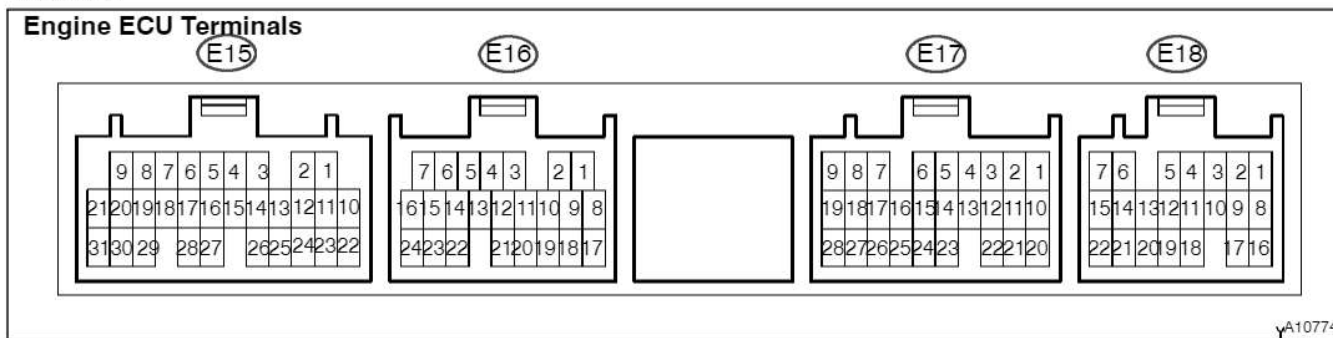 Engine ECU Terminals
E15 E16 E17 E18
9 8 7 6 5 4 3 2 1 7 6 5 4 3 2 1 9 8 7 6 5 4 3 2 1 7 6 5 4 3 2 1
21 20 19 18 17 16 15 14 13 12 11 10 16 15 14 13 12 11 10 9 8 19 18 17 16 15 14 13 12 11 10 15 14 13 12 11 10 9 8
31 30 29 28 27 26 25 24 23 22 24 23 22 21 20 19 18 17 28 27 26 25 24 23 22 21 20 22 21 20 19 18 17 16
A10774